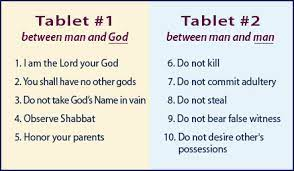 Tablet #1
between man and God
1. I am the Lord your God
2. You shall have no other gods
3. Do not take God's Name in vain
4. Observe Shabbat
5. Honor your parents
Tablet #2
between man and man
6. Do not kill
7. Do not commit adultery
8. Do not steal
9. Do not bear false witness
10. Do not desire other's
possessions